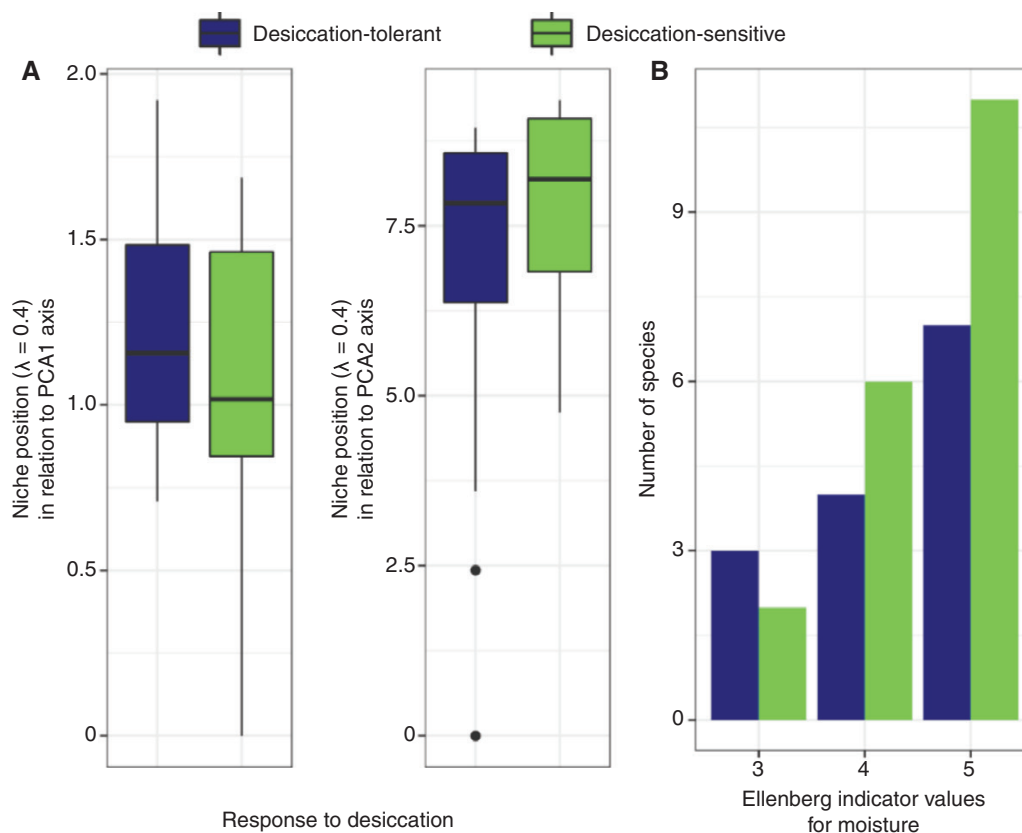 Desiccation-tolerant
Desiccation-sensitive
A
2.0
1.5
1.0
0.5
0
Niche position (λ = 0.4)
in relation to PCA1 axis
7.5
5.0
2.5
0
Niche position (λ = 0.4)
in relation to PCA2 axis
Response to desiccation
B
9
6
3
0
Number of species
3
4
5
Ellenberg indicator values
for moisture